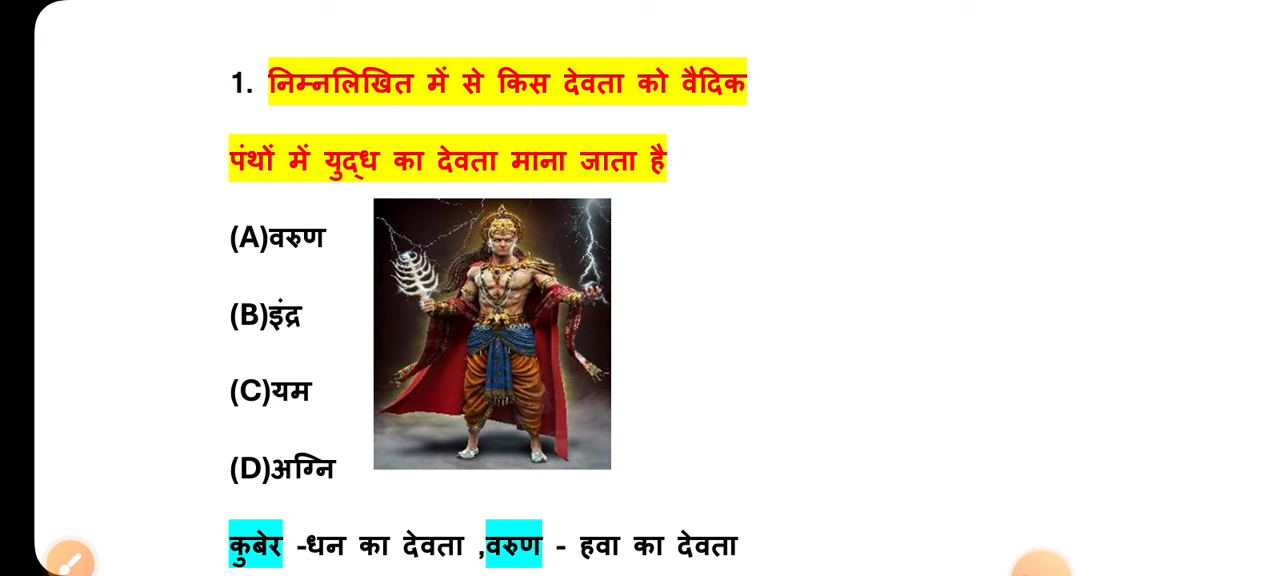 1. निम्नलिखित में से किस देवता को वैदिक
पंथों में युद्ध का देवता माना जाता है
(A)वरुण
(B)इंद्र
(C)यम
(D)अग्नि
कुबेर -धन का देवता ,वरुण - हवा का देवता